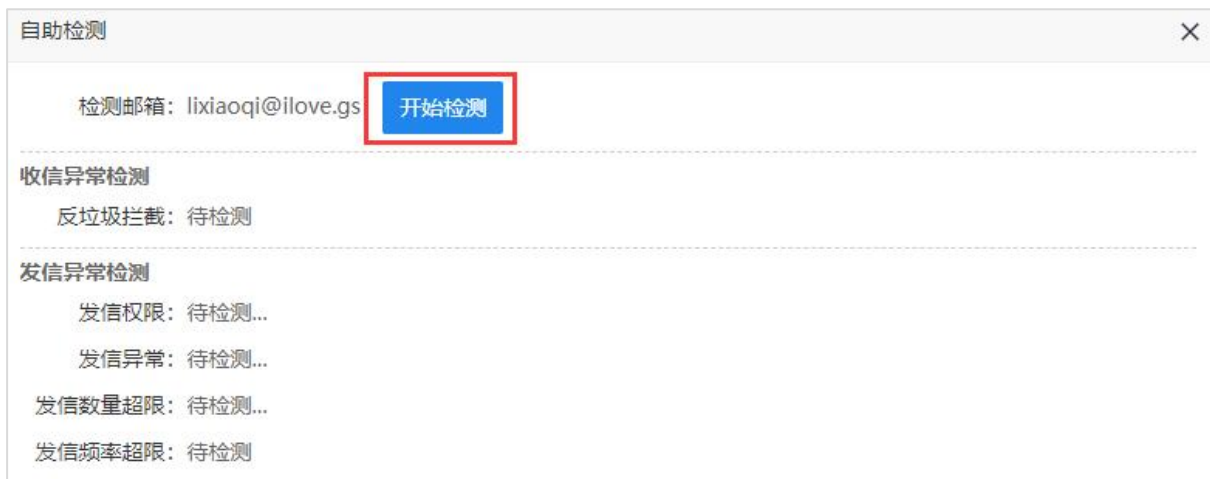 自助检测
检测邮箱：lixiaoqi@ilove.gs 开始检测
收信异常检测
反垃圾拦截：待检测
发信异常检测
发信权限：待检测...
发信异常：待检测...
发信数量超限：待检测...
发信频率超限：待检测